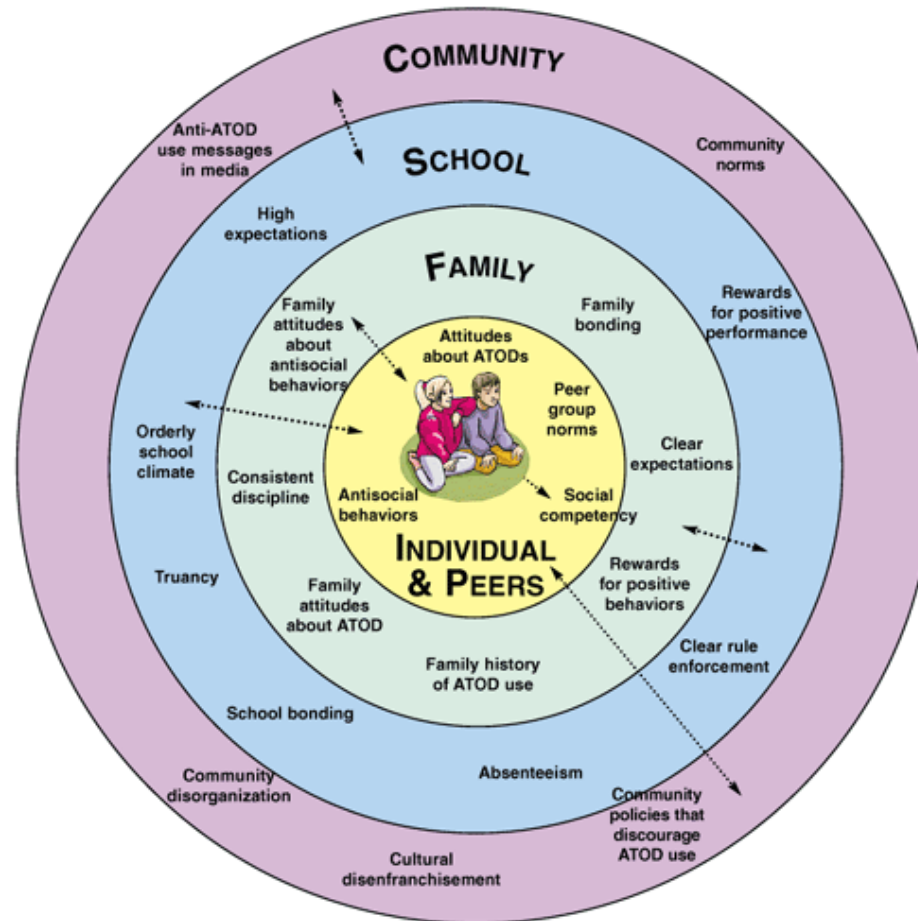 COMMUNITY
Anti-ATOD
use messages
in media
Community
norms
SCHOOL
High
expectations
Rewards
for positive
performance
FAMILY
Family
attitudes
about
antisocial
behaviors
Family
bonding
Attitudes
about ATODs
Peer
group
norms
Orderly
school
climate
Consistent
discipline
Clear
expectations
Antisocial
behaviors
Social
competency
INDIVIDUAL
& PEERS
Truancy
Family
attitudes
about ATOD
Rewards
for positive
behaviors
Clear rule
enforcement
Family history
of ATOD use
School bonding
Absenteeism
Community
disorganization
Community
policies that
discourage
ATOD use
Cultural
disenfranchisement